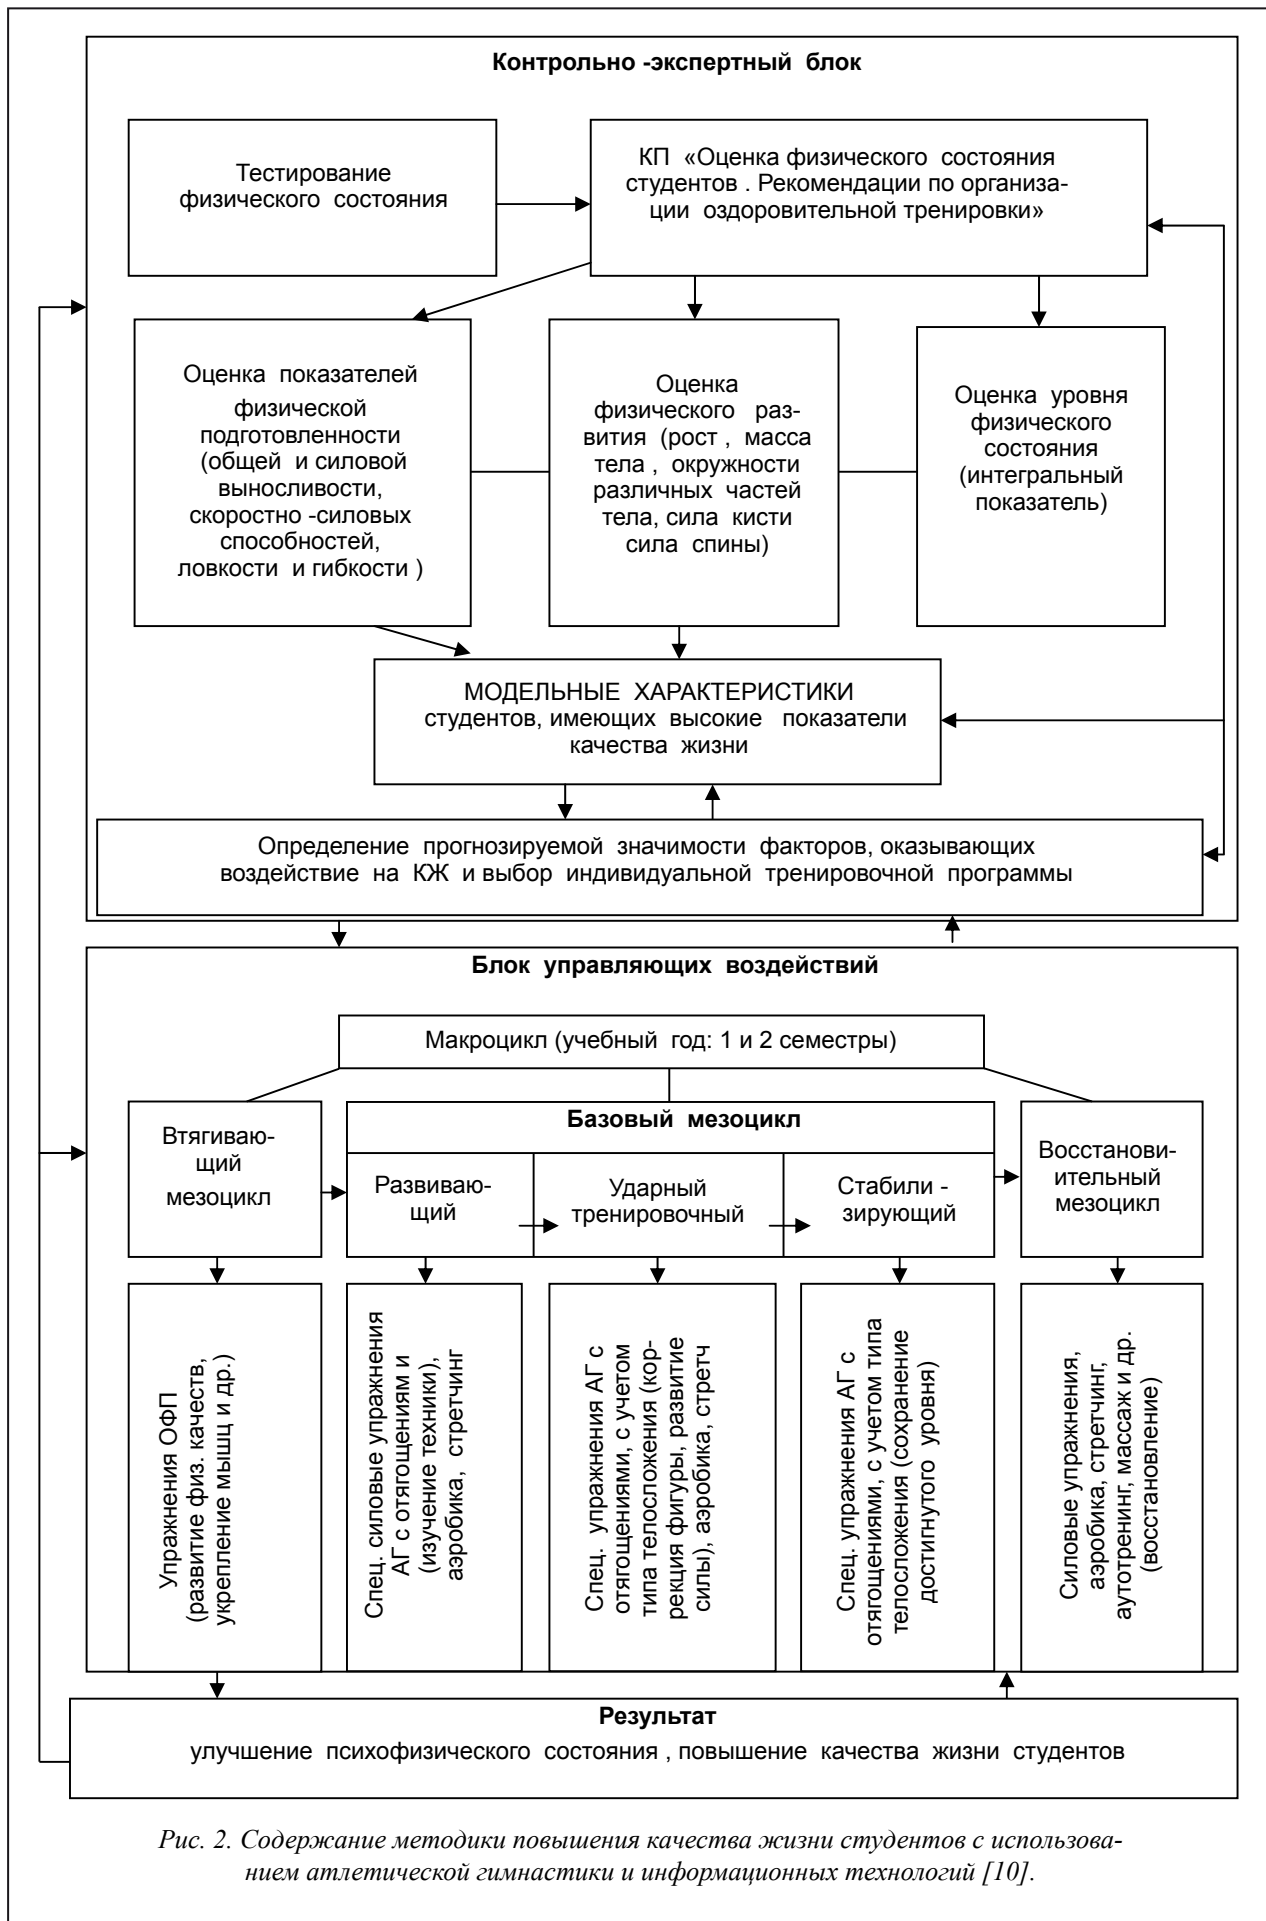 Контрольно -экспертный блок
Тестирование
физического состояния
КП «Оценка физического состояния
студентов . Рекомендации по организа-
ции оздоровительной тренировки»
Оценка показателей
физической
подготовленности
(общей и силовой
выносливости,
скоростно -силовых
способностей,
ловкости и гибкости )
Оценка
физического раз-
вития (рост , масса
тела , окружности
различных частей
тела, сила кисти
сила спины)
Оценка уровня
физического
состояния
(интегральный
показатель)
МОДЕЛЬНЫЕ ХАРАКТЕРИСТИКИ
студентов, имеющих высокие показатели
качества жизни
Определение прогнозируемой значимости факторов, оказывающих
воздействие на КЖ и выбор индивидуальной тренировочной программы
Блок управляющих воздействий
Макроцикл (учебный год: 1 и 2 семестры)
Втягиваю-
щий
мезоцикл
Базовый мезоцикл
Развиваю-
щий
Ударный
тренировочный
Стабили -
зирующий
Восстанови-
ительный
мезоцикл
Упражнения ОФП
(развитие физ. качеств,
укрепление мышц и др.)
Спец. силовые упражнения
АГ с отягощениям и
(изучение техники),
аэробика, стретчинг
Спец. упражнения АГ с
отягощениями, с учетом
типа телосложения (кор-
рекция фигуры, развитие
силы), аэробика, стретч
Спец. упражнения АГ с
отягощениями, с учетом типа
телосложения (сохранение
достигнутого уровня)
Силовые упражнения,
аэробика, стретчинг,
аутотренинг, массаж и др.
(восстановление)
Результат
улучшение психофизического состояния , повышение качества жизни студентов
Рис. 2. Содержание методики повышения качества жизни студентов с использова-
нием атлетической гимнастики и информационных технологий [10].